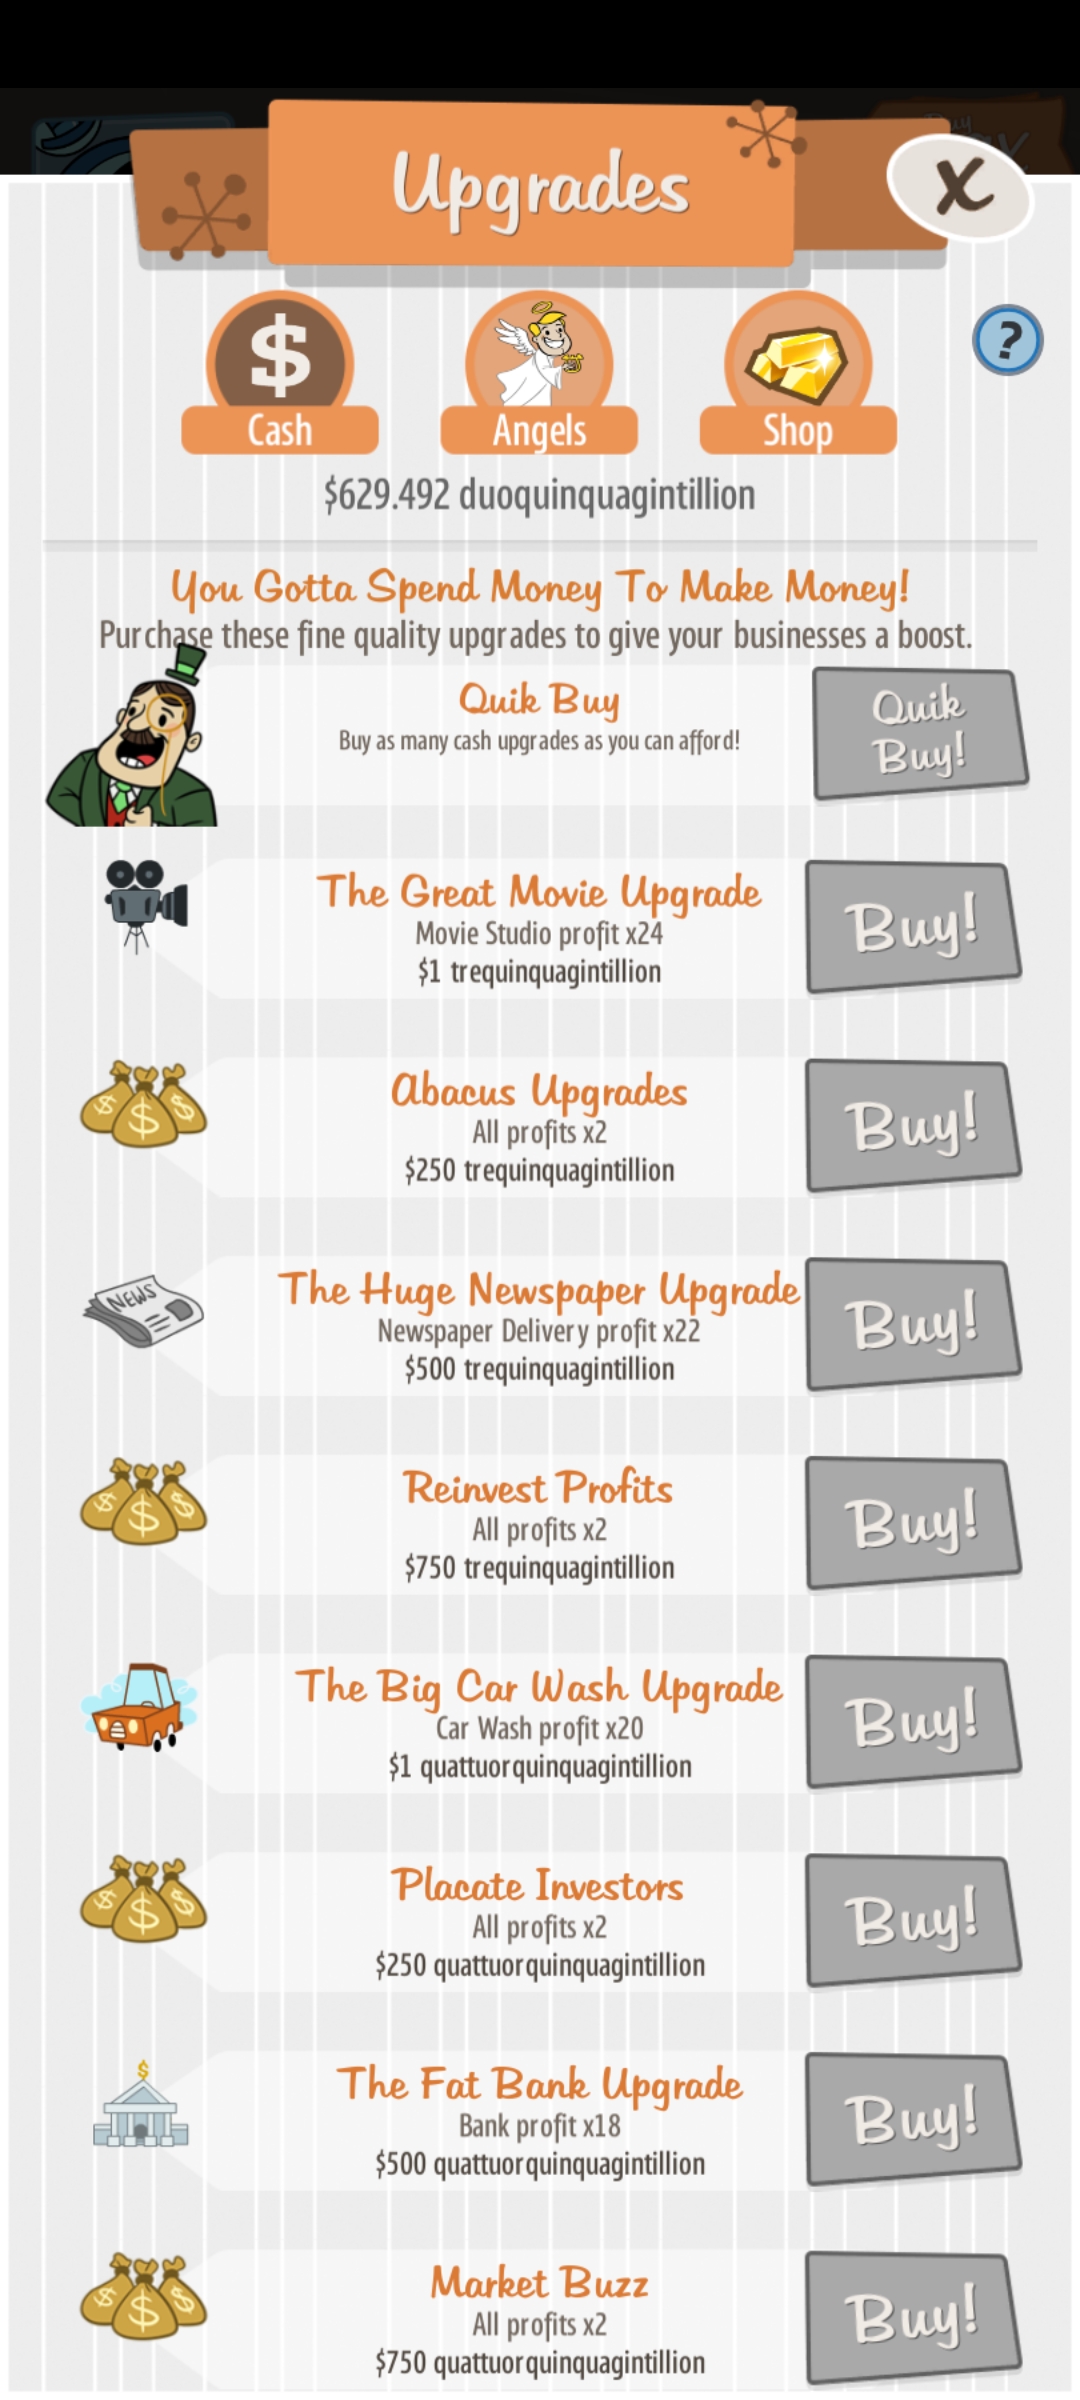 Upgrades
X
$
Cash
Angels
Shop
?
$629.492 duoquinquagintillion
You Gotta Spend Money To Make Money!
Purchase these fine quality upgrades to give your businesses a boost.
Quik Buy
Buy as many cash upgrades as you can afford!
Quik
Buy!
The Great Movie Upgrade
Movie Studio profit x24
$1 trequinquagintillion
Buy!
Abacus Upgrades
All profits x2
$250 trequinquagintillion
Buy!
NEWS
The Huge Newspaper Upgrade
Newspaper Delivery profit x22
$500 trequinquagintillion
Buy!
Reinvest Profits
All profits x2
$750 trequinquagintillion
Buy!
The Big Car Wash Upgrade
Car Wash profit x20
$1 quattuorquinquagintillion
Buy!
Placate Investors
All profits x2
$250 quattuorquinquagintillion
Buy!
The Fat Bank Upgrade
Bank profit x18
$500 quattuorquinquagintillion
Buy!
Market Buzz
All profits x2
$750 quattuorquinquagintillion
Buy!